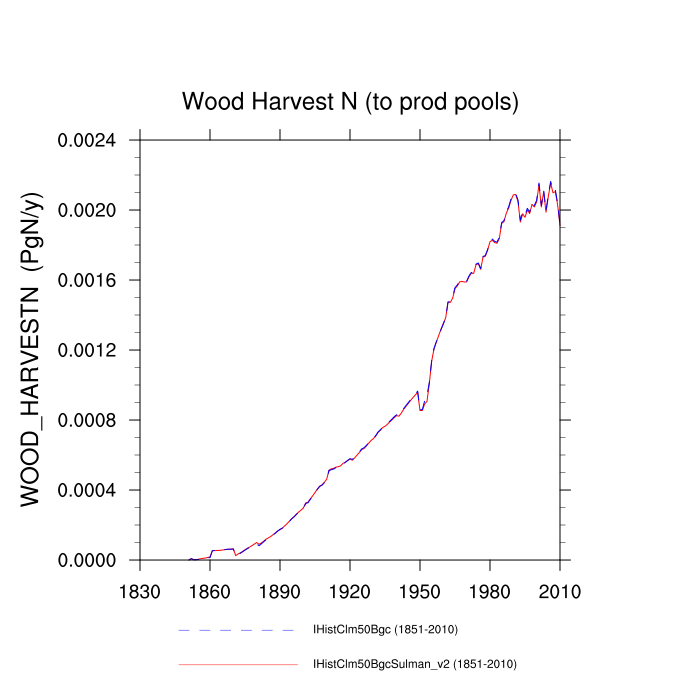 Wood Harvest N (to prod pools)
WOOD_HARVESTN (PgN/y)
0.0024
0.0020
0.0016
0.0012
0.0008
0.0004
0.0000
1830 1860 1890 1920 1950 1980 2010
IHistClm50Bgc (1851-2010)
IHistClm50BgcSulman_v2 (1851-2010)